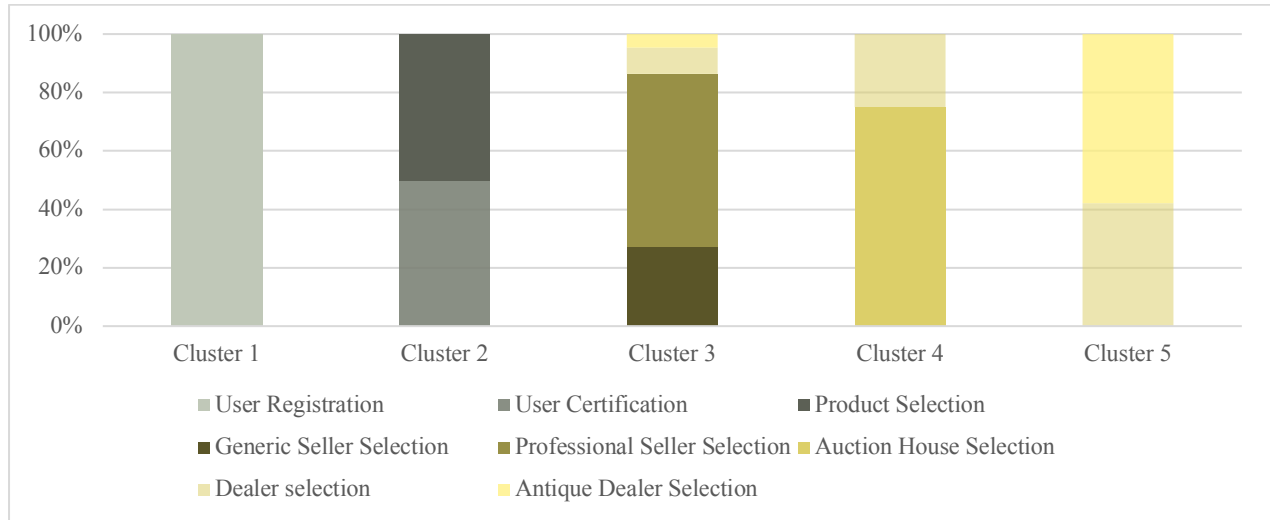 100%
80%
60%
40%
20%
0%
Cluster 1 Cluster 2 Cluster 3 Cluster 4 Cluster 5
User Registration User Certification Product Selection
Generic Seller Selection Professional Seller Selection Auction House Selection
Dealer selection Antique Dealer Selection